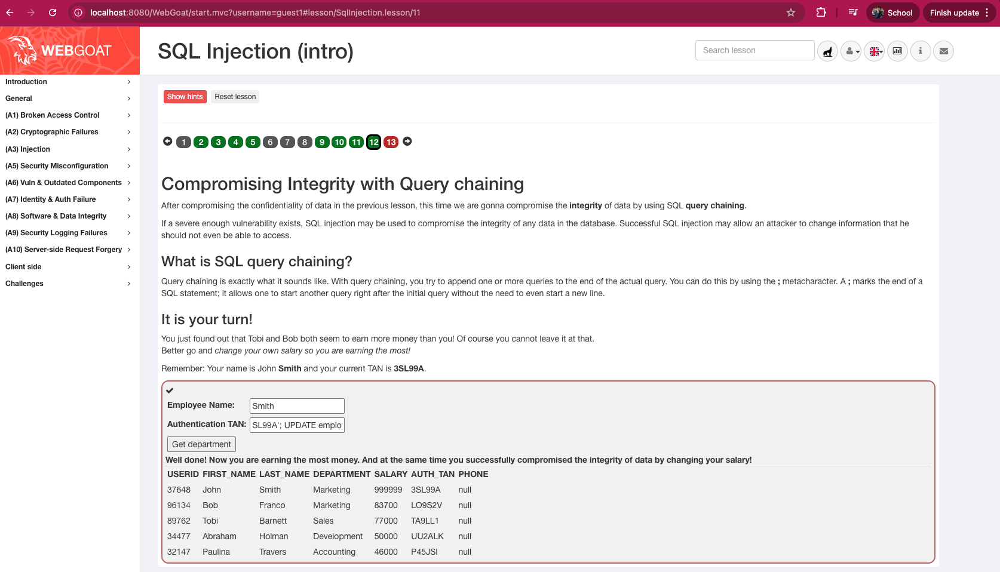 localhost:8080/WebGoat/start.mvc?username=guest1#lesson/SqlInjection.lesson/11
School
Finish update
WEBGOAT
SQL Injection (intro)
Search lesson
Introduction
General
(A1) Broken Access Control
(A2) Cryptographic Failures
(A3) Injection
(A5) Security Misconfiguration
(A6) Vuln & Outdated Components
(A7) Identity & Auth Failure
(A8) Software & Data Integrity
(A9) Security Logging Failures
(A10) Server-side Request Forgery
Client side
Challenges
Show hints Reset lesson
1 2 3 4 5 6 7 8 9 10 11 12 13
Compromising Integrity with Query chaining
After compromising the confidentiality of data in the previous lesson, this time we are gonna compromise the integrity of data by using SQL query chaining.
If a severe enough vulnerability exists, SQL injection may be used to compromise the integrity of any data in the database. Successful SQL injection may allow an attacker to change information that he
should not even be able to access.
What is SQL query chaining?
Query chaining is exactly what it sounds like. With query chaining, you try to append one or more queries to the end of the actual query. You can do this by using the ; metacharacter. A ; marks the end of a
SQL statement; it allows one to start another query right after the initial query without the need to even start a new line.
It is your turn!
You just found out that Tobi and Bob both seem to earn more money than you! Of course you cannot leave it at that.
Better go and change your own salary so you are earning the most!
Remember: Your name is John Smith and your current TAN is 3SL99A.
Employee Name: Smith
Authentication TAN: SL99A'; UPDATE emplo
Get department
Well done! Now you are earning the most money. And at the same time you successfully compromised the integrity of data by changing your salary!
USERID FIRST_NAME LAST_NAME DEPARTMENT SALARY AUTH_TAN PHONE
37648 John Smith Marketing 999999 3SL99A null
96134 Bob Franco Marketing 83700 LO9S2V null
89762 Tobi Barnett Sales 77000 TA9LL1 null
34477 Abraham Holman Development 50000 UU2ALK null
32147 Paulina Travers Accounting 46000 P45JSI null